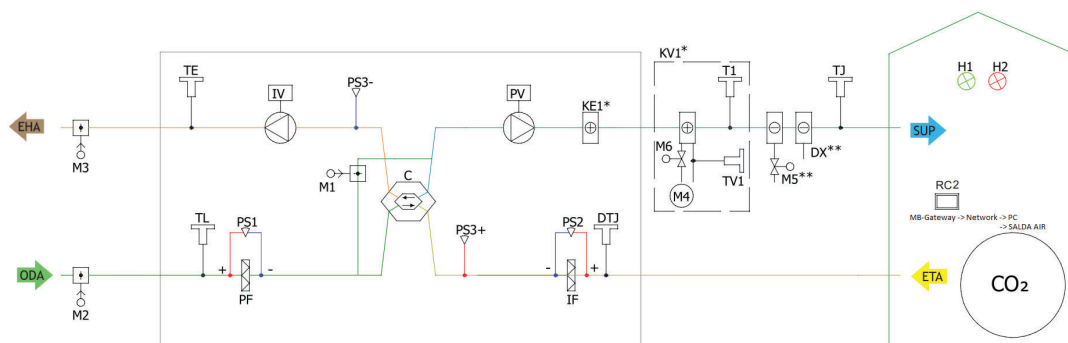 KV1*
TE
IV
PS3-
PV
KE1*
T1
TJ
H1
H2
EHA
SUP
M3
M1
C
M6
TV1
M5**
DX**
M4
RC2
MB-Gateway -> Network -> PC
-> SALDA AIR
TL
PS1
PS3+
PS2
DTJ
ODA
+
-
-
+
ETA
CO₂
M2
PF
IF